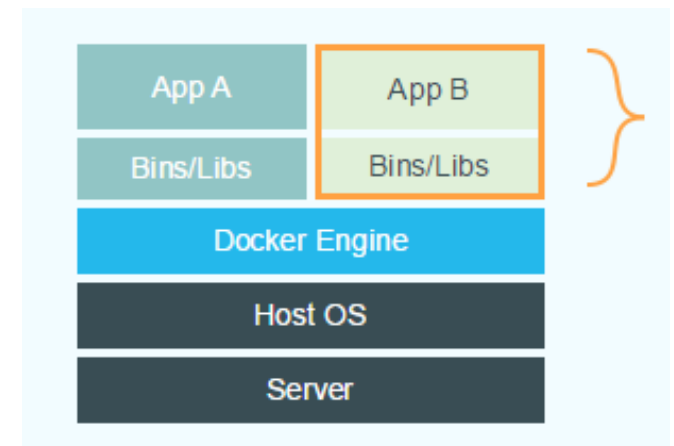 App A
App B
Bins/Libs
Bins/Libs
Docker Engine
Host OS
Server